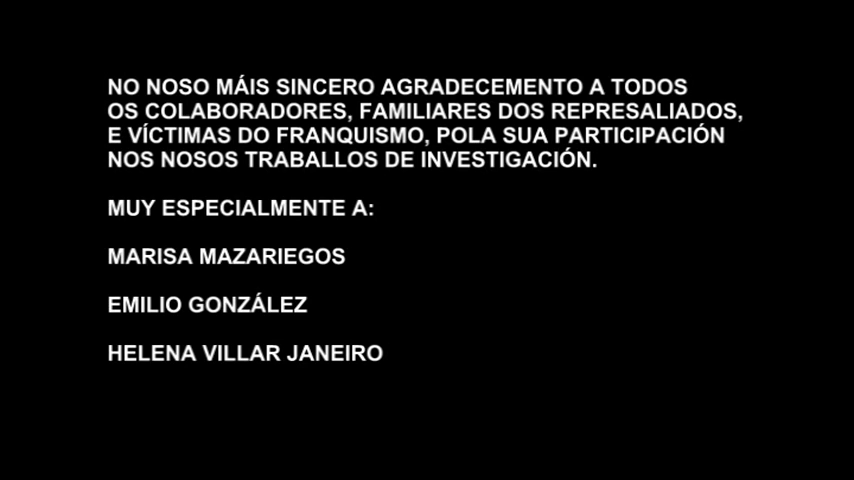 NO NOSO MÁIS SINCERO AGRADECEMENTO A TODOS
OS COLABORADORES, FAMILIARES DOS REPRESALIADOS,
E VÍCTIMAS DO FRANQUISMO, POLA SUA PARTICIPACIÓN
NOS NOSOS TRABALLOS DE INVESTIGACIÓN.
MUY ESPECIALMENTE A:
MARISA MAZARIEGOS
EMILIO GONZÁLEZ
HELENA VILLAR JANEIRO